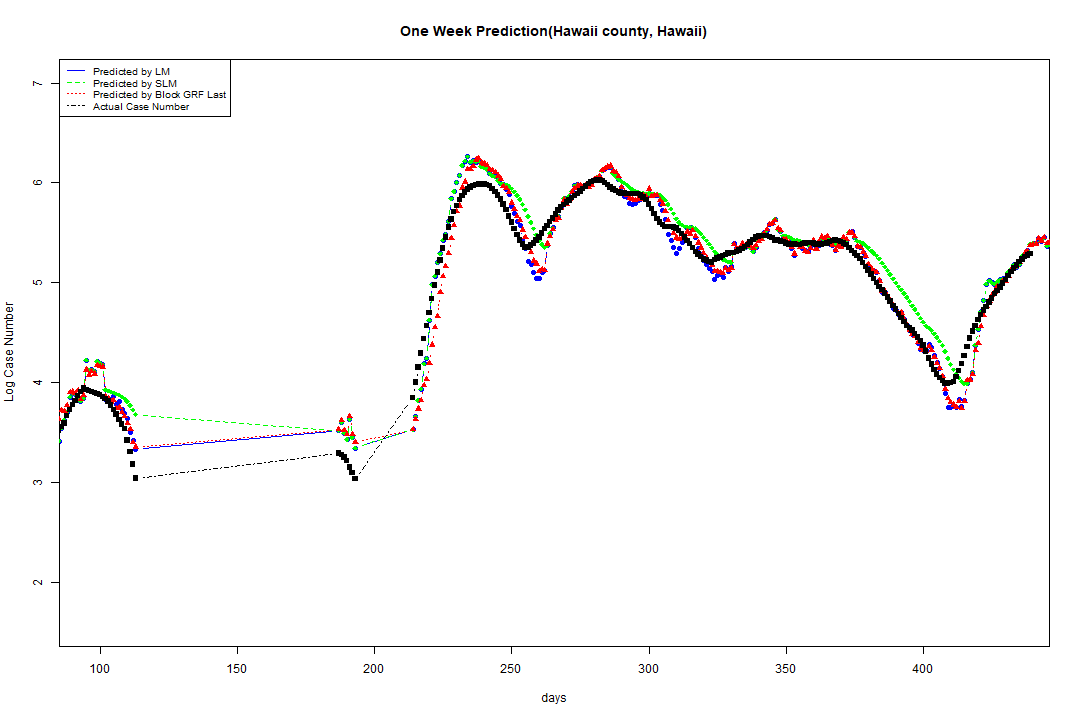 One Week Prediction(Hawaii county, Hawaii)
Predicted by LM
Predicted by SLM
Predicted by Block GRF Last
Actual Case Number
7
6
5
4
3
2
Log Case Number
100 150 200 250 300 350 400
days